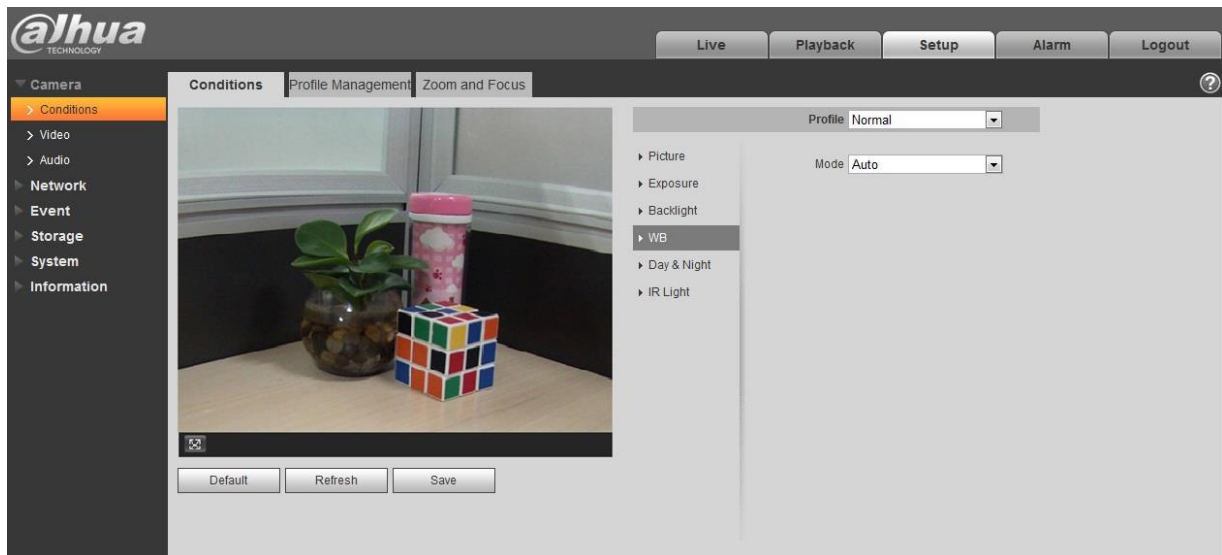 alhua
TECHNOLOGY
Live
Playback
Setup
Alarm
Logout
Camera
Conditions
Video
Audio
Network
Event
Storage
System
Information
Conditions
Profile Management
Zoom and Focus
?
Profile Normal
Picture
Exposure
Backlight
WB
Day & Night
IR Light
Mode Auto
Default
Refresh
Save